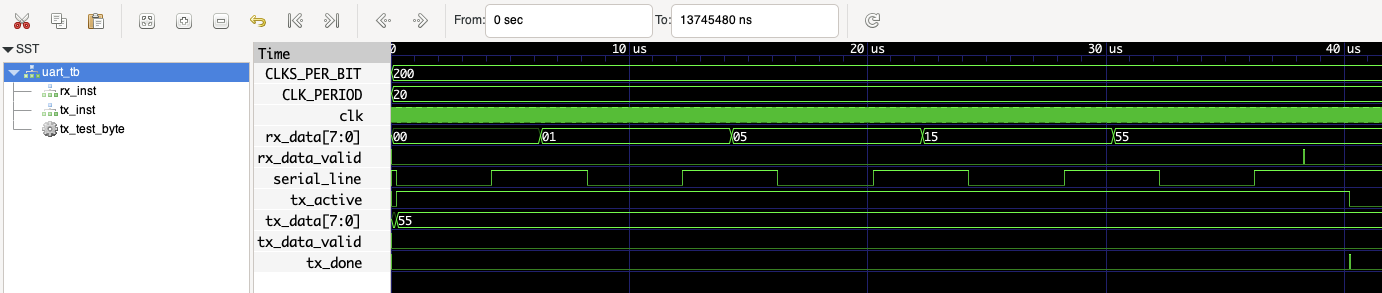 From: 0 sec To: 13745480 ns
SST
uart_tb
rx_inst
tx_inst
tx_test_byte
Time 0 10 us 20 us 30 us 40 us
CLKS_PER_BIT 200
CLK_PERIOD 20
clk
rx_data[7:0] 00 01 05 15 55
rx_data_valid
serial_line
tx_active
tx_data[7:0] 55
tx_data_valid
tx_done